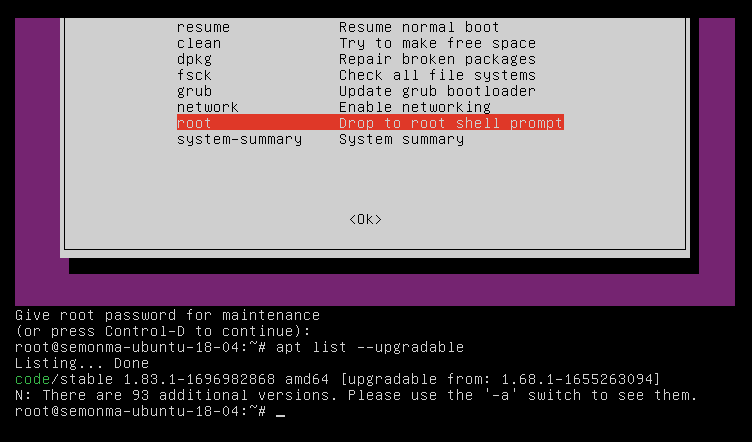 resume Resume normal boot
clean Try to make free space
dpkg Repair broken packages
fsck Check all file systems
grub Update grub bootloader
network Enable networking
root Drop to root shell prompt
system-summary System summary
<Ok>
Give root password for maintenance
(or press Control-D to continue):
root@semonma-ubuntu-18-04:~# apt list --upgradable
Listing... Done
code/stable 1.83.1-1696982868 amd64 [upgradable from: 1.68.1-1655263094]
N: There are 93 additional versions. Please use the '-a' switch to see them.
root@semonma-ubuntu-18-04:~# _